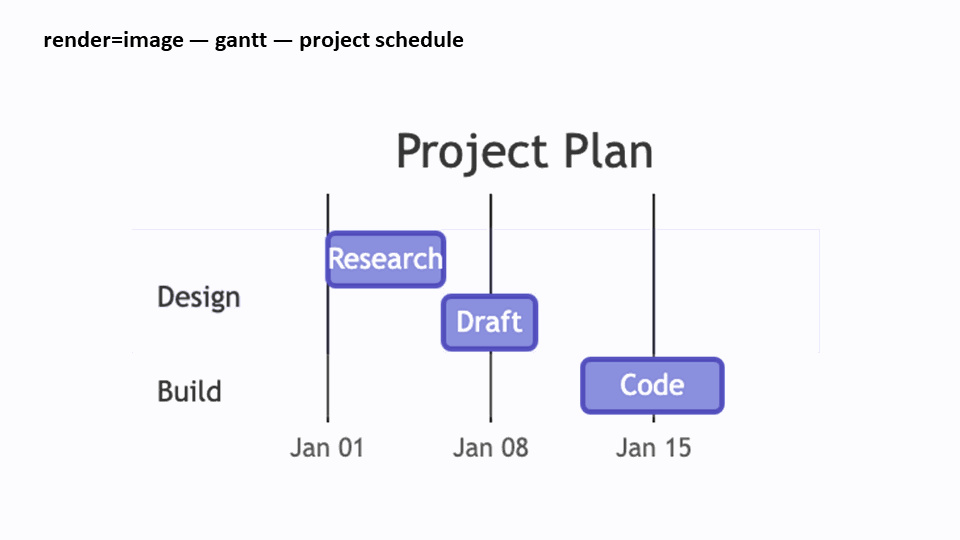 render=image — gantt — project schedule
Project Plan
Research
Design
Draft
Code
Build
Jan 01 Jan 08 Jan 15